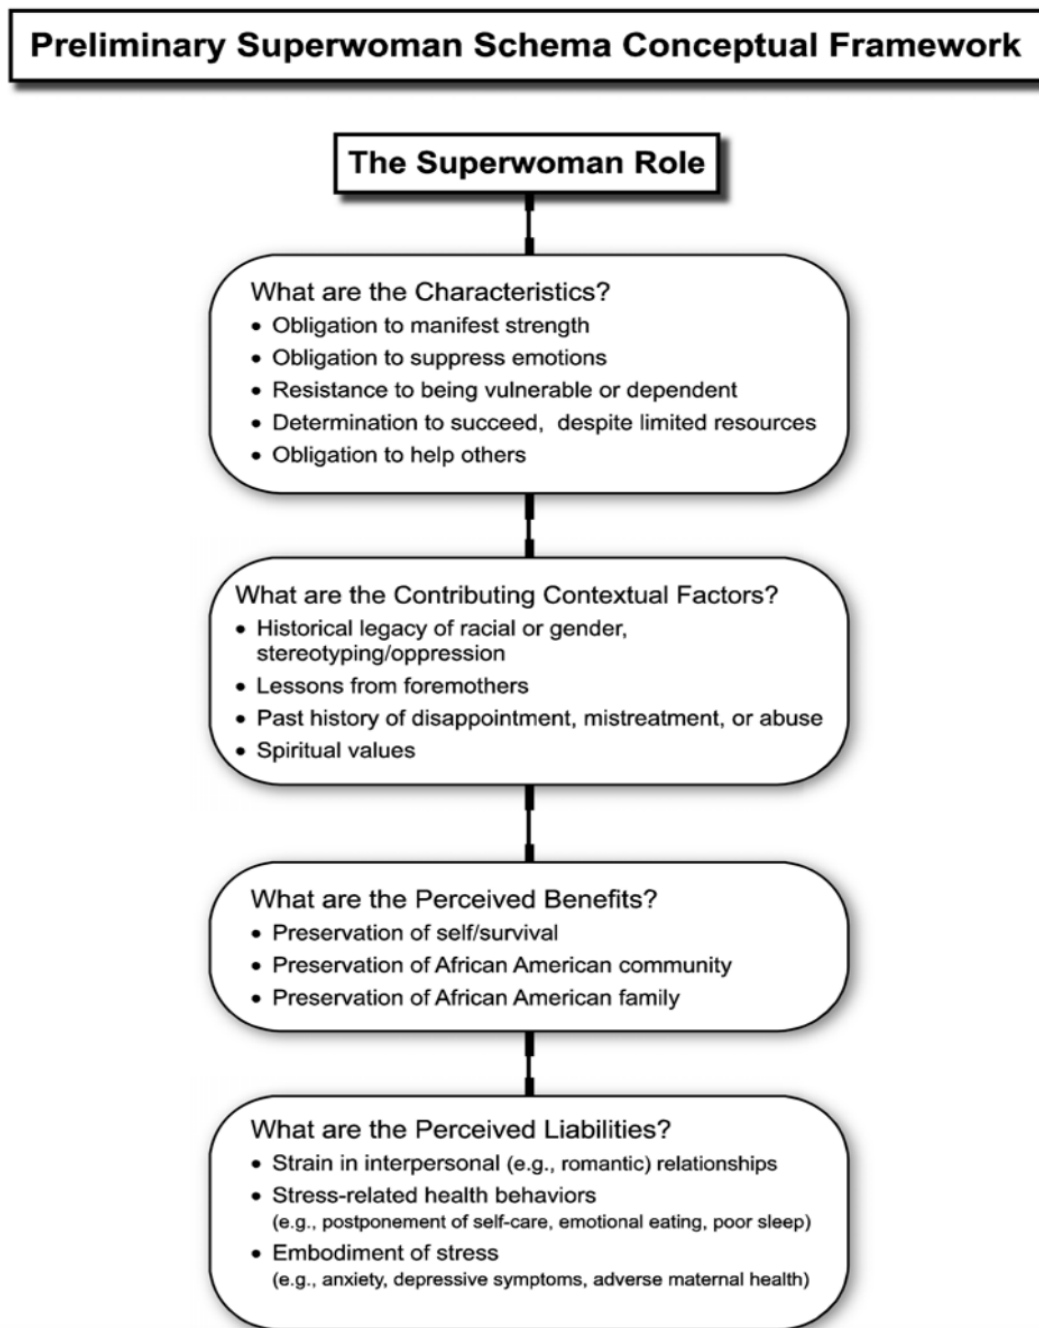 Preliminary Superwoman Schema Conceptual Framework
The Superwoman Role
What are the Characteristics?
• Obligation to manifest strength
• Obligation to suppress emotions
• Resistance to being vulnerable or dependent
• Determination to succeed, despite limited resources
• Obligation to help others
What are the Contributing Contextual Factors?
• Historical legacy of racial or gender,
stereotyping/oppression
• Lessons from foremothers
• Past history of disappointment, mistreatment, or abuse
• Spiritual values
What are the Perceived Benefits?
• Preservation of self/survival
• Preservation of African American community
• Preservation of African American family
What are the Perceived Liabilities?
• Strain in interpersonal (e.g., romantic) relationships
• Stress-related health behaviors
(e.g., postponement of self-care, emotional eating, poor sleep)
• Embodiment of stress
(e.g., anxiety, depressive symptoms, adverse maternal health)